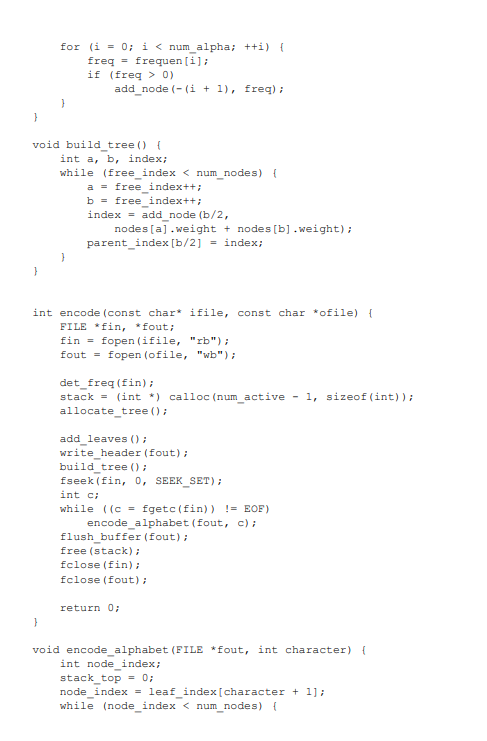 for (i = 0; i < num_alpha; ++i) {
        freq = frequen[i];
        if (freq > 0)
            add_node(-(i + 1), freq);
    }
}

void build_tree() {
    int a, b, index;
    while (free_index < num_nodes) {
        a = free_index++;
        b = free_index++;
        index = add_node(b/2,
            nodes[a].weight + nodes[b].weight);
        parent_index[b/2] = index;
    }
}

int encode(const char* ifile, const char *ofile) {
    FILE *fin, *fout;
    fin = fopen(ifile, "rb");
    fout = fopen(ofile, "wb");

    det_freq(fin);
    stack = (int *) calloc(num_active - 1, sizeof(int));
    allocate_tree();

    add_leaves();
    write_header(fout);
    build_tree();
    fseek(fin, 0, SEEK_SET);
    int c;
    while ((c = fgetc(fin)) != EOF)
        encode_alphabet(fout, c);
    flush_buffer(fout);
    free(stack);
    fclose(fin);
    fclose(fout);

    return 0;
}

void encode_alphabet(FILE *fout, int character) {
    int node_index;
    stack_top = 0;
    node_index = leaf_index[character + 1];
    while (node_index < num_nodes) {